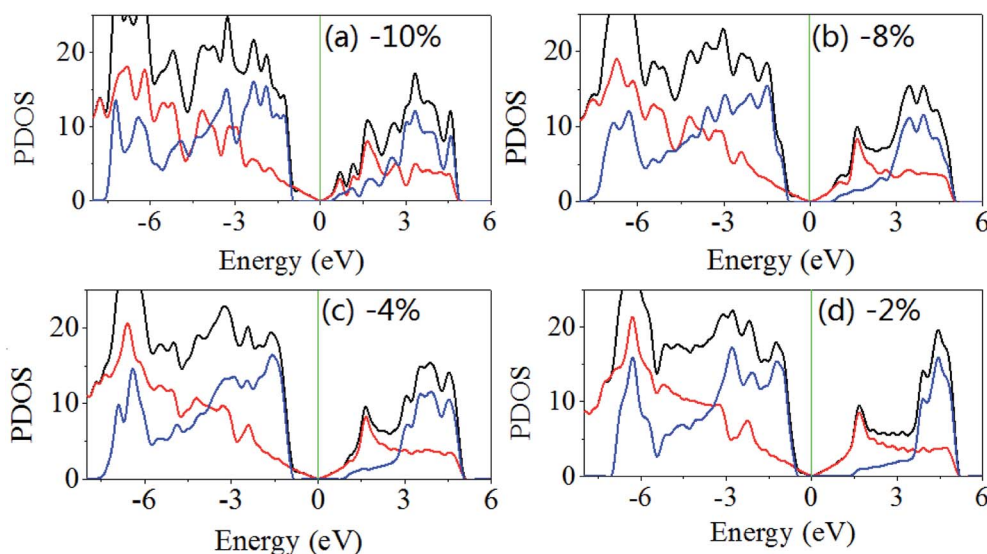 (a) -10%
PDOS
20
10
0
-6 -3 0 3 6
Energy (eV)
(b) -8%
PDOS
20
10
0
-6 -3 0 3 6
Energy (eV)
(c) -4%
PDOS
20
10
0
-6 -3 0 3 6
Energy (eV)
(d) -2%
PDOS
20
10
0
-6 -3 0 3 6
Energy (eV)